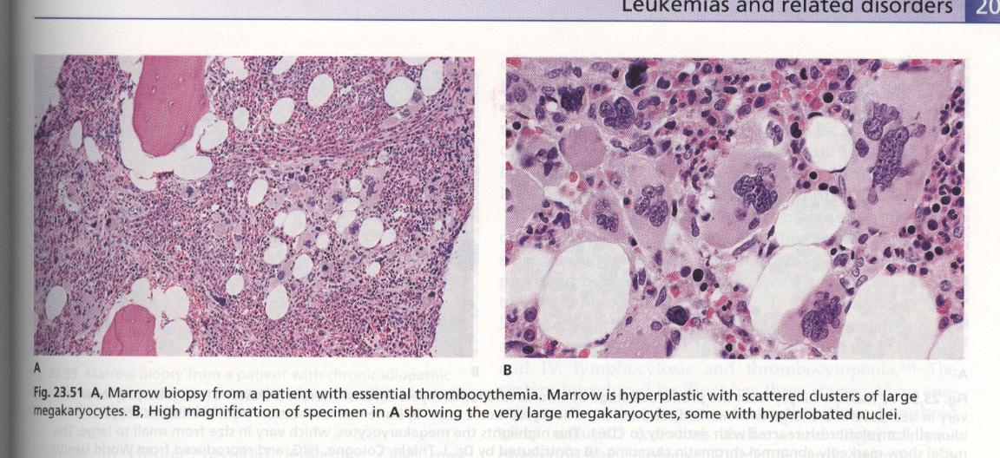 Leukemias and related disorders 20
A
B
Fig. 23.51 A, Marrow biopsy from a patient with essential thrombocythemia. Marrow is hyperplastic with scattered clusters of large
megakaryocytes. B, High magnification of specimen in A showing the very large megakaryocytes, some with hyperlobated nuclei.